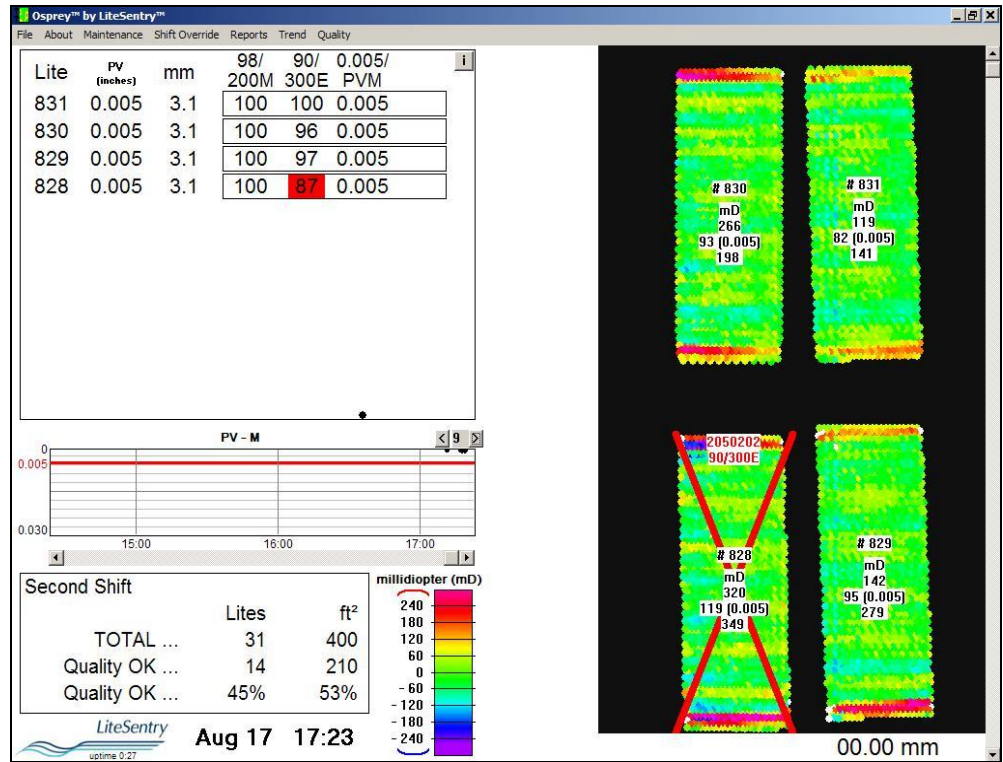 Osprey™ by LiteSentry™
File About Maintenance Shift Override Reports Trend Quality
Lite PV (inches) mm 98/200M 90/300E 0.005/PVM i
831 0.005 3.1 100 100 0.005
830 0.005 3.1 100 96 0.005
829 0.005 3.1 100 97 0.005
828 0.005 3.1 100 87 0.005
PV - M
< 9 >
0
0.005
0.030
15:00 16:00 17:00
Second Shift
Lites ft²
TOTAL ... 31 400
Quality OK ... 14 210
Quality OK ... 45% 53%
LiteSentry
uptime 0:27
Aug 17 17:23
millidiopter (mD)
240
180
120
60
0
- 60
- 120
- 180
- 240
# 830
mD
266
93 (0.005)
198
# 831
mD
119
82 (0.005)
141
2050202
90/300E
# 828
mD
320
119 (0.005)
349
# 829
mD
142
95 (0.005)
279
00.00 mm